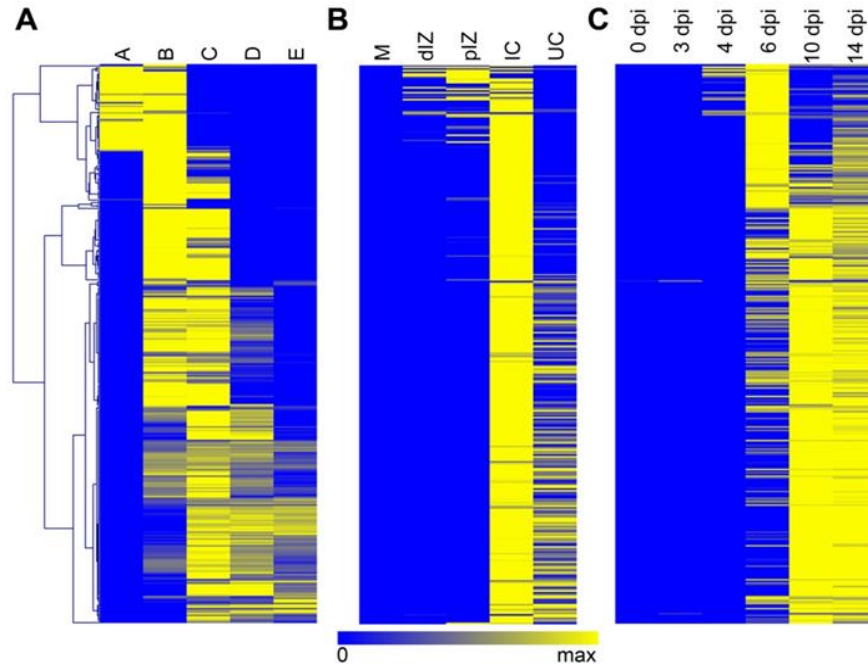 A B C
A B C D E
M dIZ pIZ IC UC
0 dpi 3 dpi 4 dpi 6 dpi 10 dpi 14 dpi
0 max